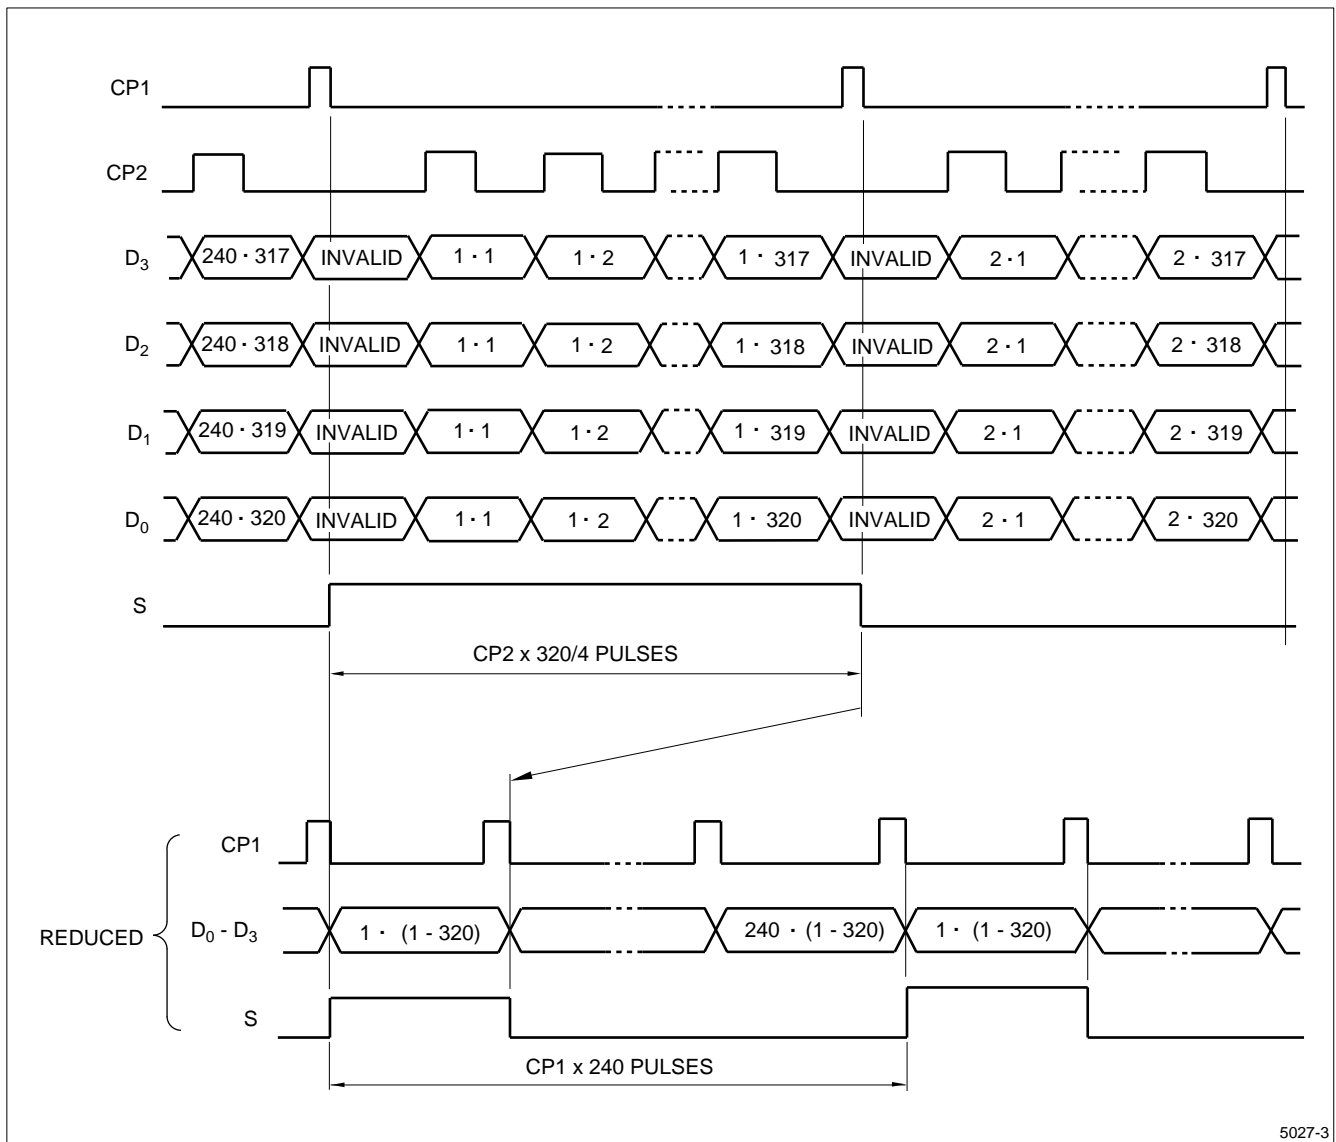 CP1
CP2
D3 240 · 317 INVALID 1 · 1 1 · 2 1 · 317 INVALID 2 · 1 2 · 317
D2 240 · 318 INVALID 1 · 1 1 · 2 1 · 318 INVALID 2 · 1 2 · 318
D1 240 · 319 INVALID 1 · 1 1 · 2 1 · 319 INVALID 2 · 1 2 · 319
D0 240 · 320 INVALID 1 · 1 1 · 2 1 · 320 INVALID 2 · 1 2 · 320
S
CP2 x 320/4 PULSES
CP1
REDUCED D0 - D3 1 · (1 - 320) 240 · (1 - 320) 1 · (1 - 320)
S
CP1 x 240 PULSES
5027-3